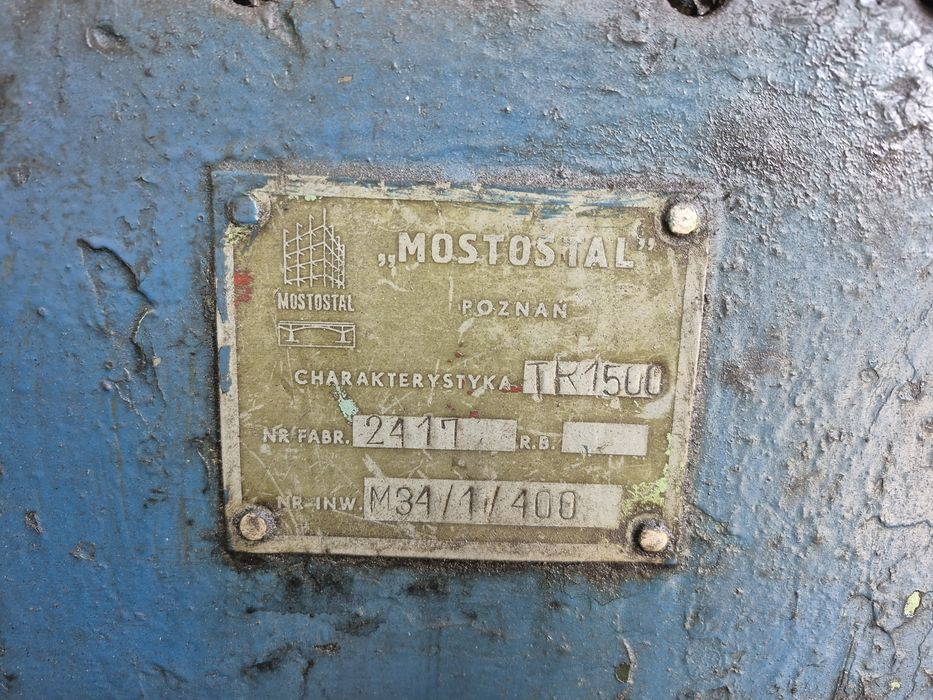 „MOSTOSTAL”
MOSTOSTAL
POZNAŃ
CHARAKTERYSTYKA TR1500
NR FABR. 2417 R.B.
NR INW. M34/1/400